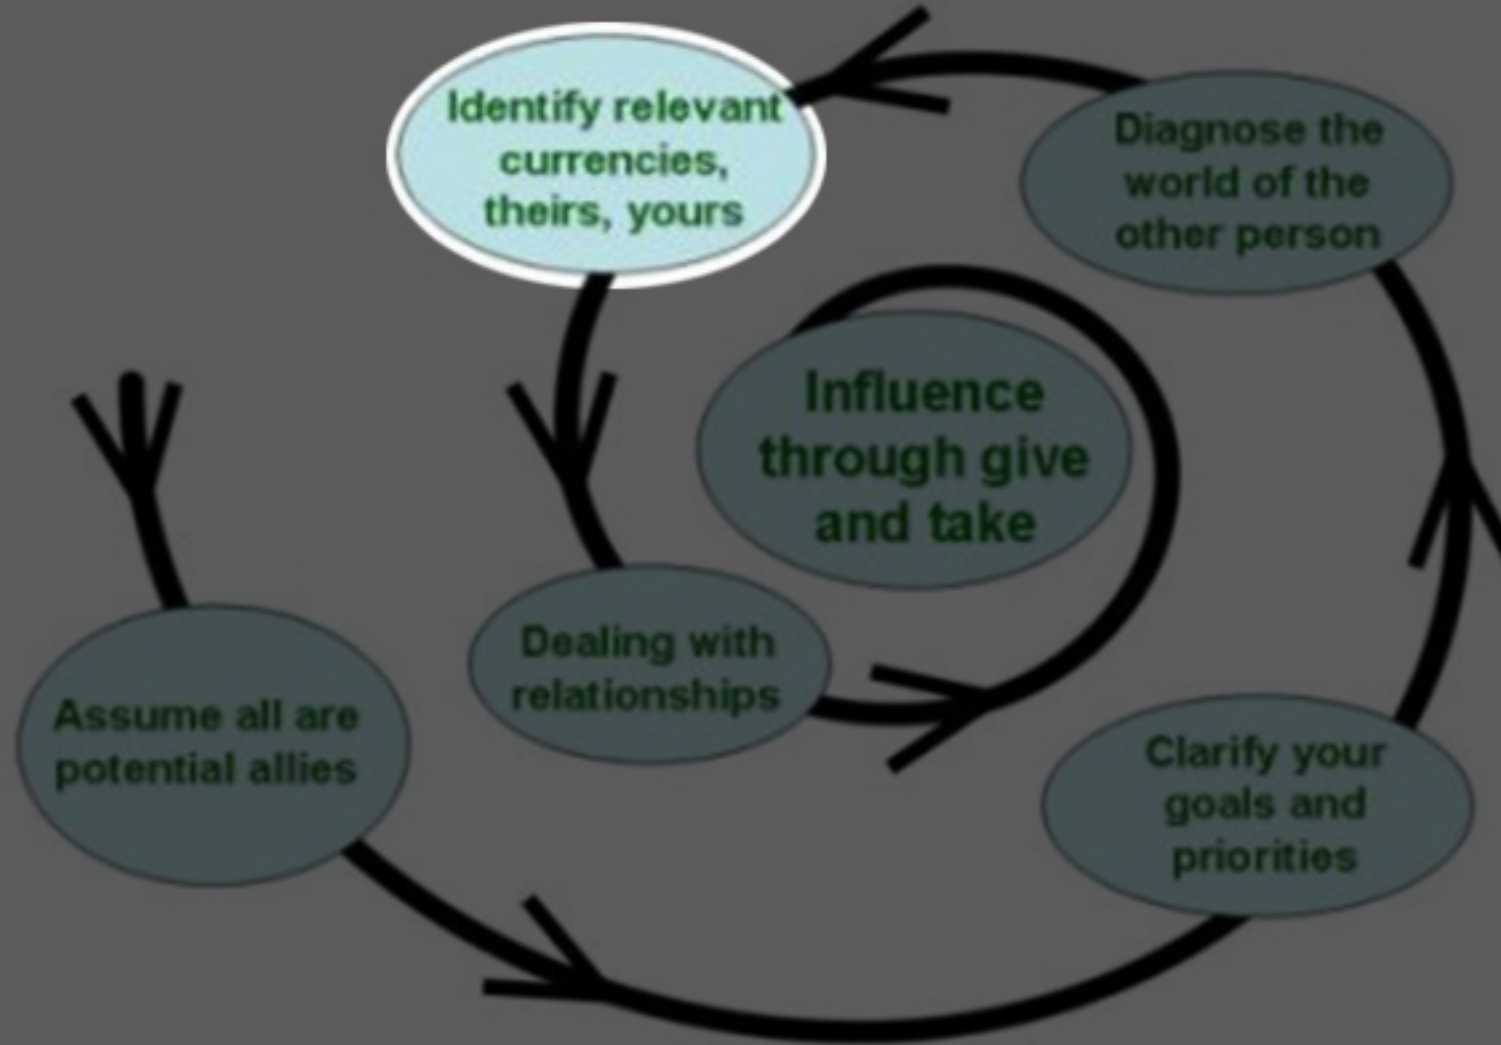 Identify relevant
currencies,
theirs, yours
Diagnose the
world of the
other person
Influence
through give
and take
Dealing with
relationships
Assume all are
potential allies
Clarify your
goals and
priorities